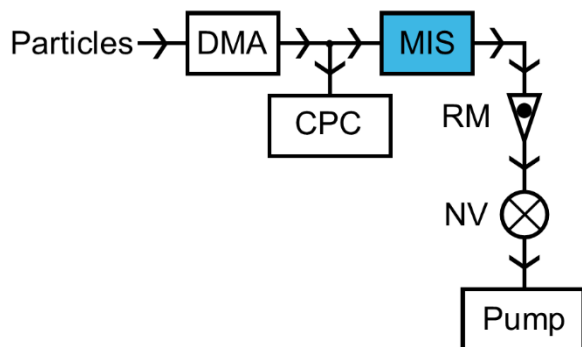 Particles
DMA
MIS
CPC
RM
NV
Pump